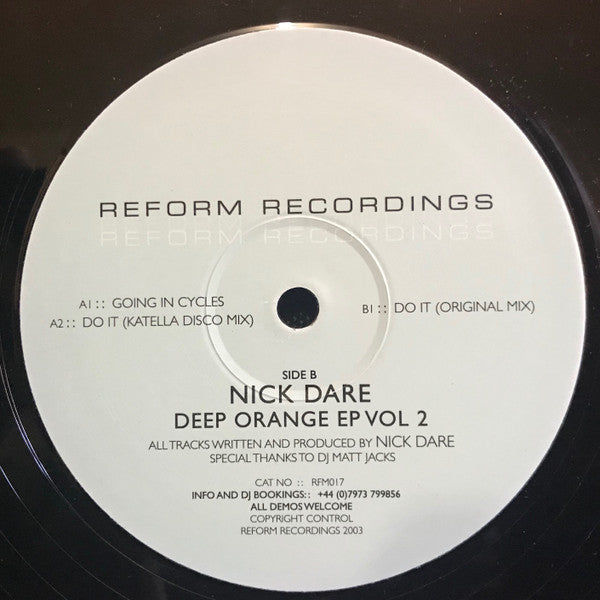 REFORM RECORDINGS
REFORM RECORDINGS
A1 :: GOING IN CYCLES
A2 :: DO IT (KATELLA DISCO MIX)
B1 :: DO IT (ORIGINAL MIX)
SIDE B
NICK DARE
DEEP ORANGE EP VOL 2
ALL TRACKS WRITTEN AND PRODUCED BY NICK DARE
SPECIAL THANKS TO DJ MATT JACKS
CAT NO :: RFM017
INFO AND DJ BOOKINGS:: +44 (0)7973 799856
ALL DEMOS WELCOME
COPYRIGHT CONTROL
REFORM RECORDINGS 2003